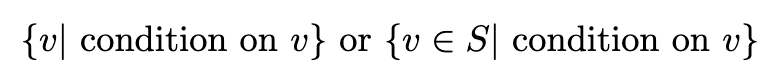 {v| condition on v} or {v ∈ S| condition on v}